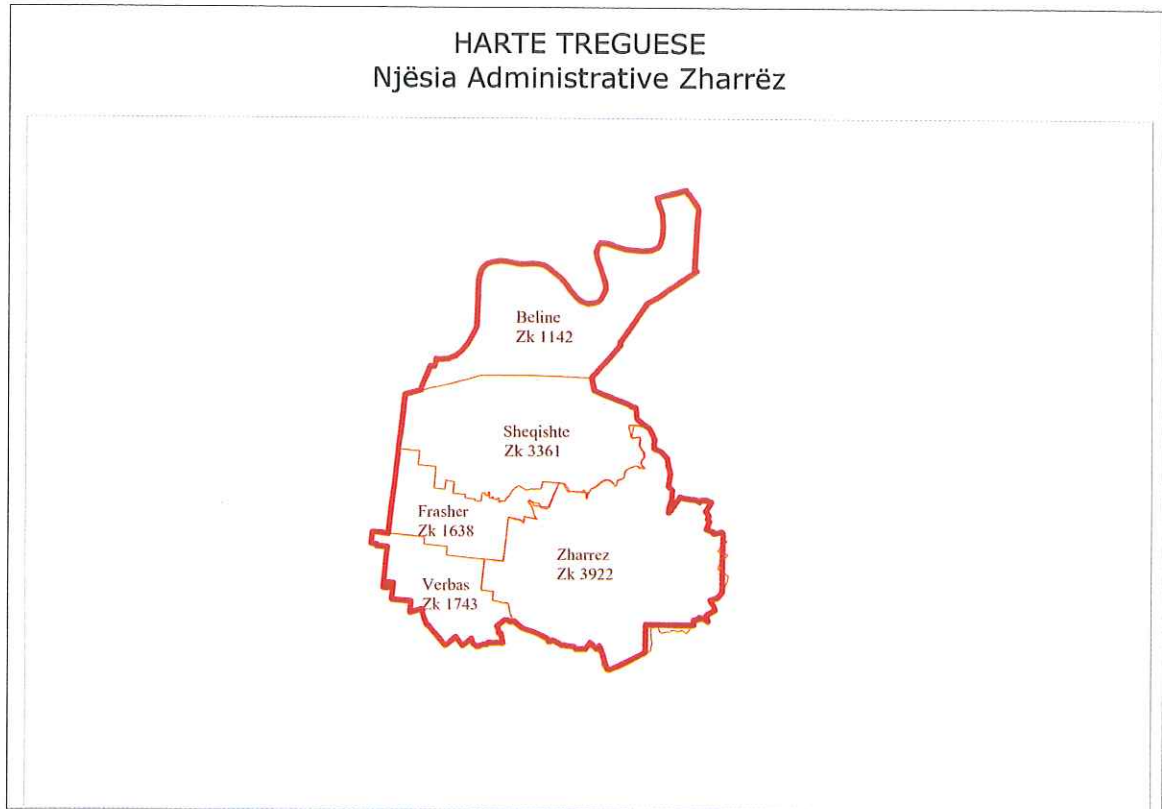 HARTE TREGUESE
Njësia Administrative Zharrëz
Beline
Zk 1142
Sheqishte
Zk 3361
Frasher
Zk 1638
Zharrez
Zk 3922
Verbas
Zk 1743